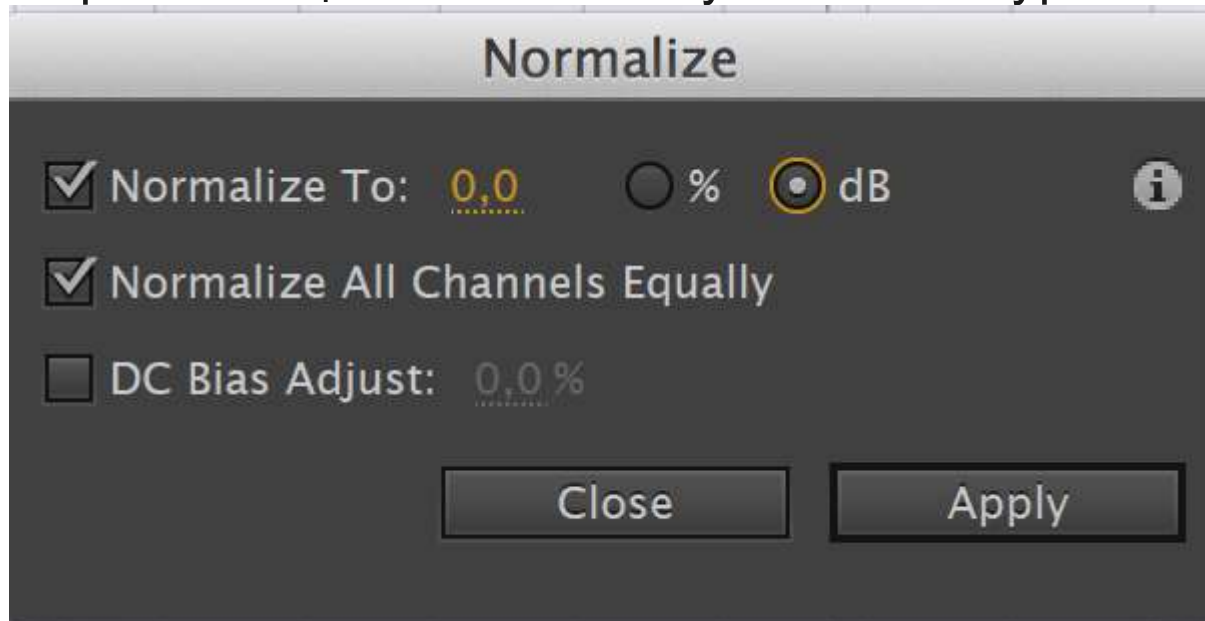 Normalize
Normalize To: 0,0 % dB
Normalize All Channels Equally
DC Bias Adjust: 0,0 %
Close Apply